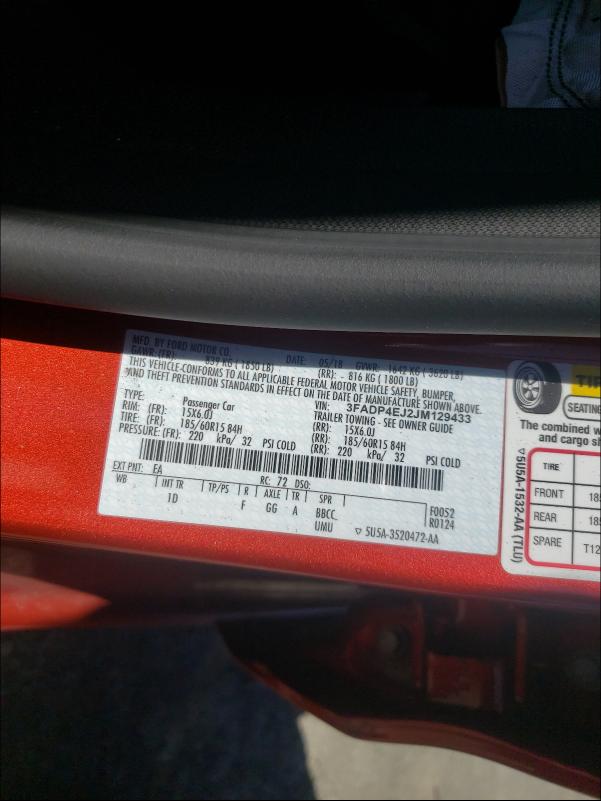 MFD. BY FORD MOTOR CO.
DATE: 05/18 GVWR: 1642 KG ( 3620 LB)
GAWR: (FR): 839 KG ( 1850 LB) (RR): - 816 KG ( 1800 LB)
THIS VEHICLE-CONFORMS TO ALL APPLICABLE FEDERAL MOTOR VEHICLE SAFETY, BUMPER,
AND THEFT PREVENTION STANDARDS IN EFFECT ON THE DATE OF MANUFACTURE SHOWN ABOVE.
TYPE: Passenger Car VIN: 3FADP4EJ2JM129433
TRAILER TOWING - SEE OWNER GUIDE
RIM: (FR): 15X6.0J (RR): 15X6.0J
TIRE: (FR): 185/60R15 84H (RR): 185/60R15 84H
PRESSURE: (FR): 220 kPa/ 32 PSI COLD (RR): 220 kPa/ 32 PSI COLD
EXT PNT: EA RC: 72 DSO:
WB INT TR TP/PS R AXLE TR SPR
1D F GG A BBCC F0052
UMU R0124
▽ 5U5A-3520472-AA
TIR
SEATING
The combined w
and cargo sh
TIRE
FRONT 185
REAR 185
SPARE T12
▽ 5U5A-1532-AA (TLU)